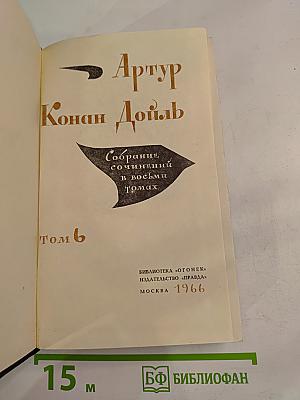 Артур
Конан Дойль
Собрание
сочинений
в восьми
томах
том 6
БИБЛИОТЕКА «ОГОНЕК»
ИЗДАТЕЛЬСТВО «ПРАВДА»
МОСКВА 1966
15 м
БФ БИБЛИОФАН